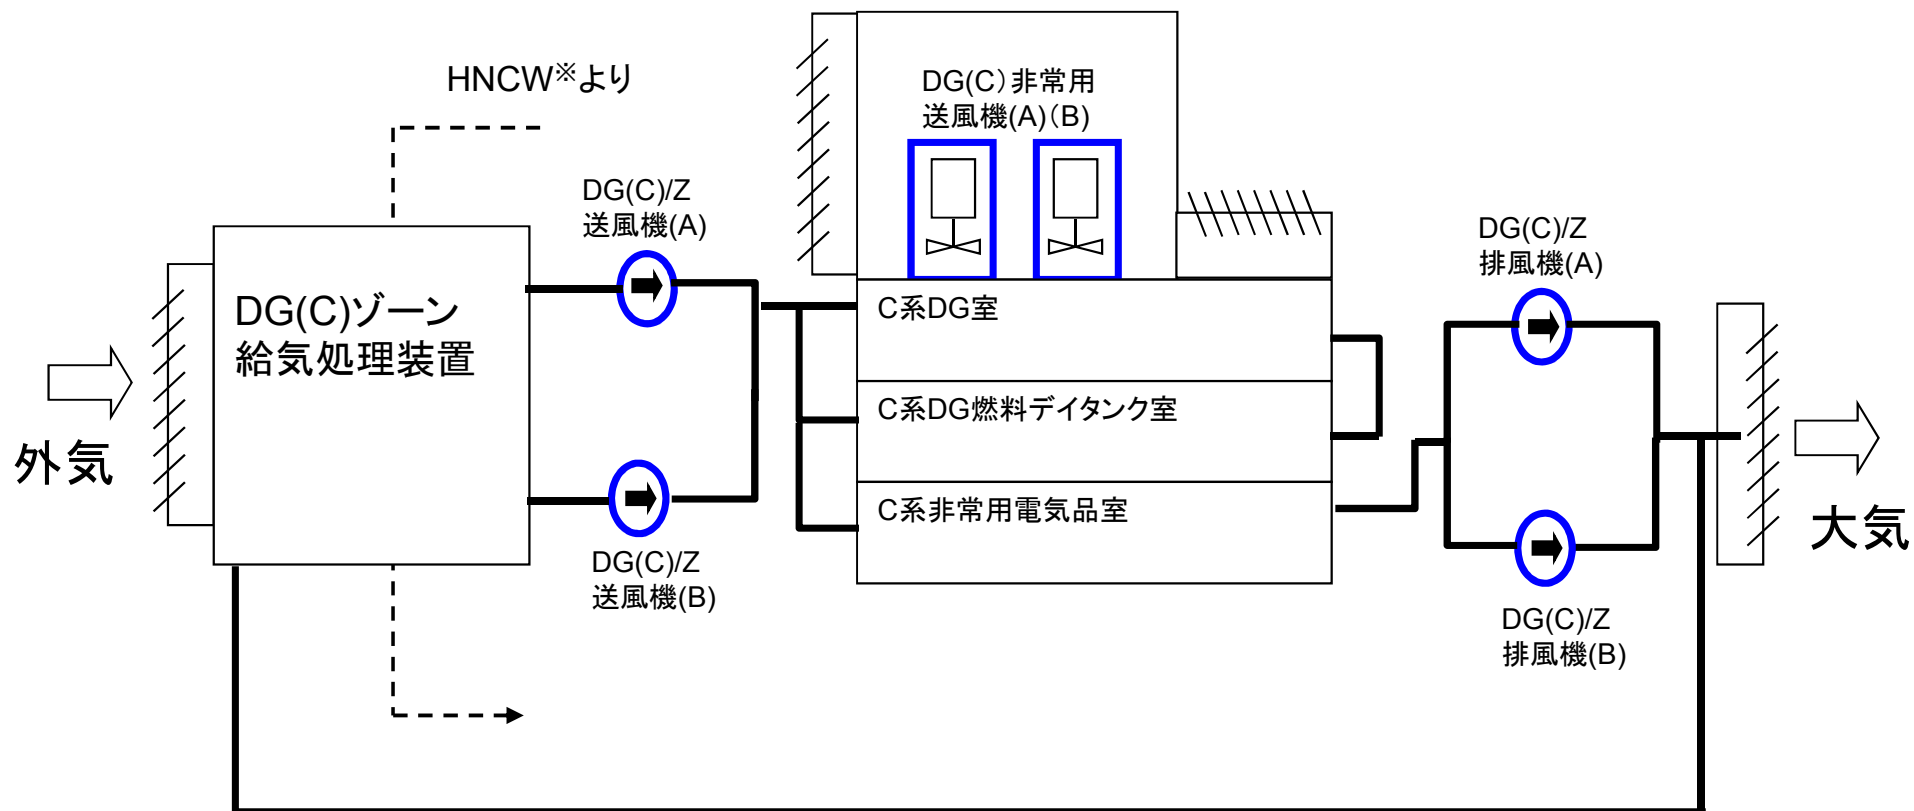 HNCW※より
DG(C)非常用
送風機(A)(B)
DG(C)/Z
送風機(A)
DG(C)/Z
排風機(A)
DG(C)ゾーン
給気処理装置
C系DG室
外気
C系DG燃料デイタンク室
C系非常用電気品室
大気
DG(C)/Z
送風機(B)
DG(C)/Z
排風機(B)